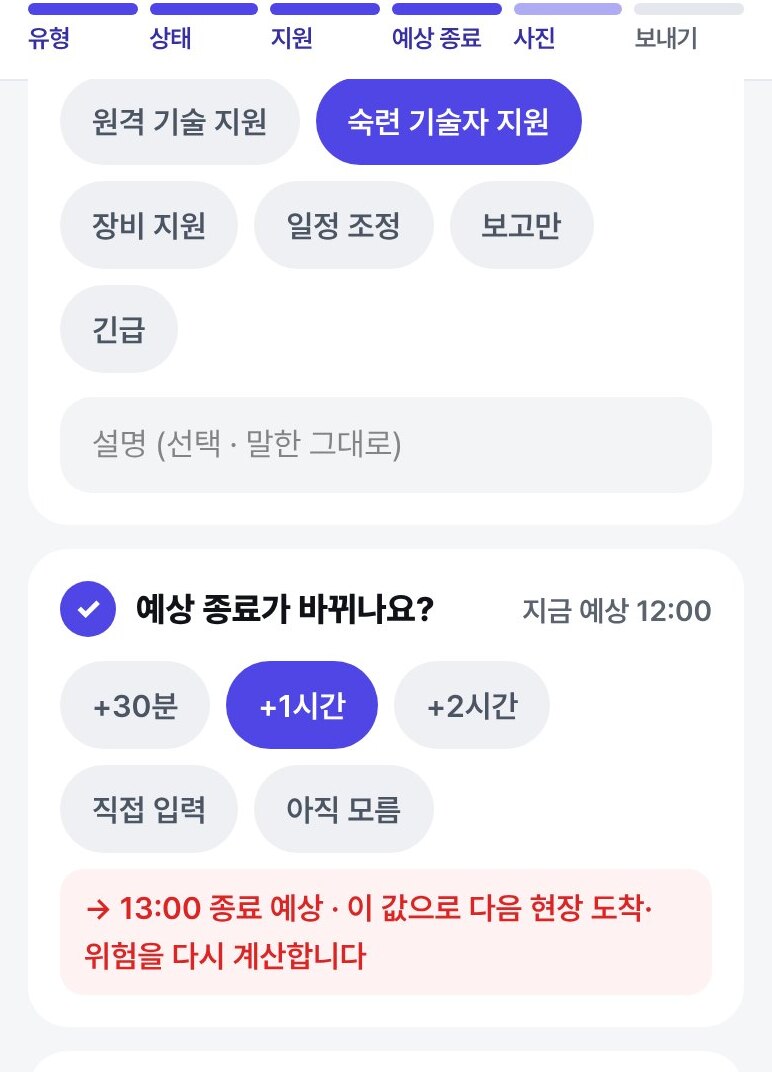 유형 상태 지원 예상 종료 사진 보내기
원격 기술 지원 숙련 기술자 지원
장비 지원 일정 조정 보고만
긴급
설명 (선택 · 말한 그대로)
예상 종료가 바뀌나요? 지금 예상 12:00
+30분 +1시간 +2시간
직접 입력 아직 모름
→ 13:00 종료 예상 · 이 값으로 다음 현장 도착·
위험을 다시 계산합니다